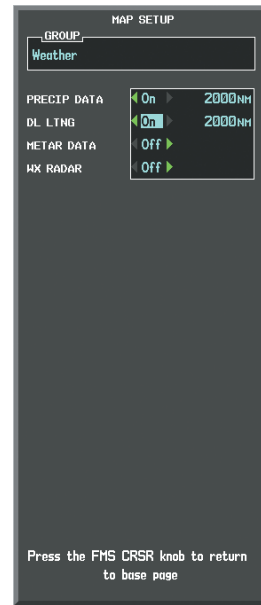 MAP SETUP
GROUP
Weather
PRECIP DATA On 2000NM
DL LTNG On 2000NM
METAR DATA Off
WX RADAR Off
Press the FMS CRSR knob to return
to base page